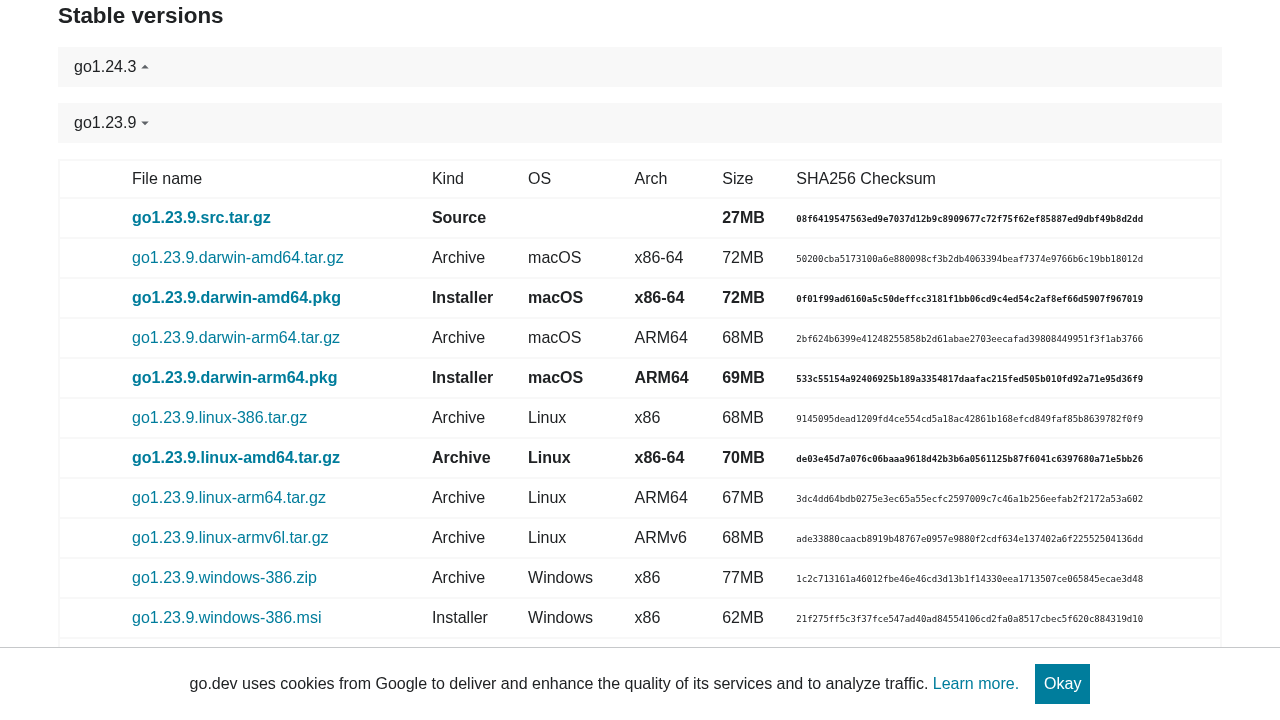 Stable versions
go1.24.3
go1.23.9
File name Kind OS Arch Size SHA256 Checksum
go1.23.9.src.tar.gz Source 27MB 08f6419547563ed9e7037d12b9c8909677c72f75f62ef85887ed9dbf49b8d2dd
go1.23.9.darwin-amd64.tar.gz Archive macOS x86-64 72MB 50200cba5173100a6e880098cf3b2db4063394beaf7374e9766b6c19bb18012d
go1.23.9.darwin-amd64.pkg Installer macOS x86-64 72MB 0f01f99ad6160a5c50deffcc3181f1bb06cd9c4ed54c2af8ef66d5907f967019
go1.23.9.darwin-arm64.tar.gz Archive macOS ARM64 68MB 2bf624b6399e41248255858b2d61abae2703eecafad39808449951f3f1ab3766
go1.23.9.darwin-arm64.pkg Installer macOS ARM64 69MB 533c55154a92406925b189a3354817daafac215fed505b010fd92a71e95d36f9
go1.23.9.linux-386.tar.gz Archive Linux x86 68MB 9145095dead1209fd4ce554cd5a18ac42861b168efcd849faf85b8639782f0f9
go1.23.9.linux-amd64.tar.gz Archive Linux x86-64 70MB de03e45d7a076c06baaa9618d42b3b6a0561125b87f6041c6397680a71e5bb26
go1.23.9.linux-arm64.tar.gz Archive Linux ARM64 67MB 3dc4dd64bdb0275e3ec65a55ecfc2597009c7c46a1b256eefab2f2172a53a602
go1.23.9.linux-armv6l.tar.gz Archive Linux ARMv6 68MB ade33880caacb8919b48767e0957e9880f2cdf634e137402a6f22552504136dd
go1.23.9.windows-386.zip Archive Windows x86 77MB 1c2c713161a46012fbe46e46cd3d13b1f14330eea1713507ce065845ecae3d48
go1.23.9.windows-386.msi Installer Windows x86 62MB 21f275ff5c3f37fce547ad40ad84554106cd2fa0a8517cbec5f620c884319d10
go.dev uses cookies from Google to deliver and enhance the quality of its services and to analyze traffic. Learn more. Okay